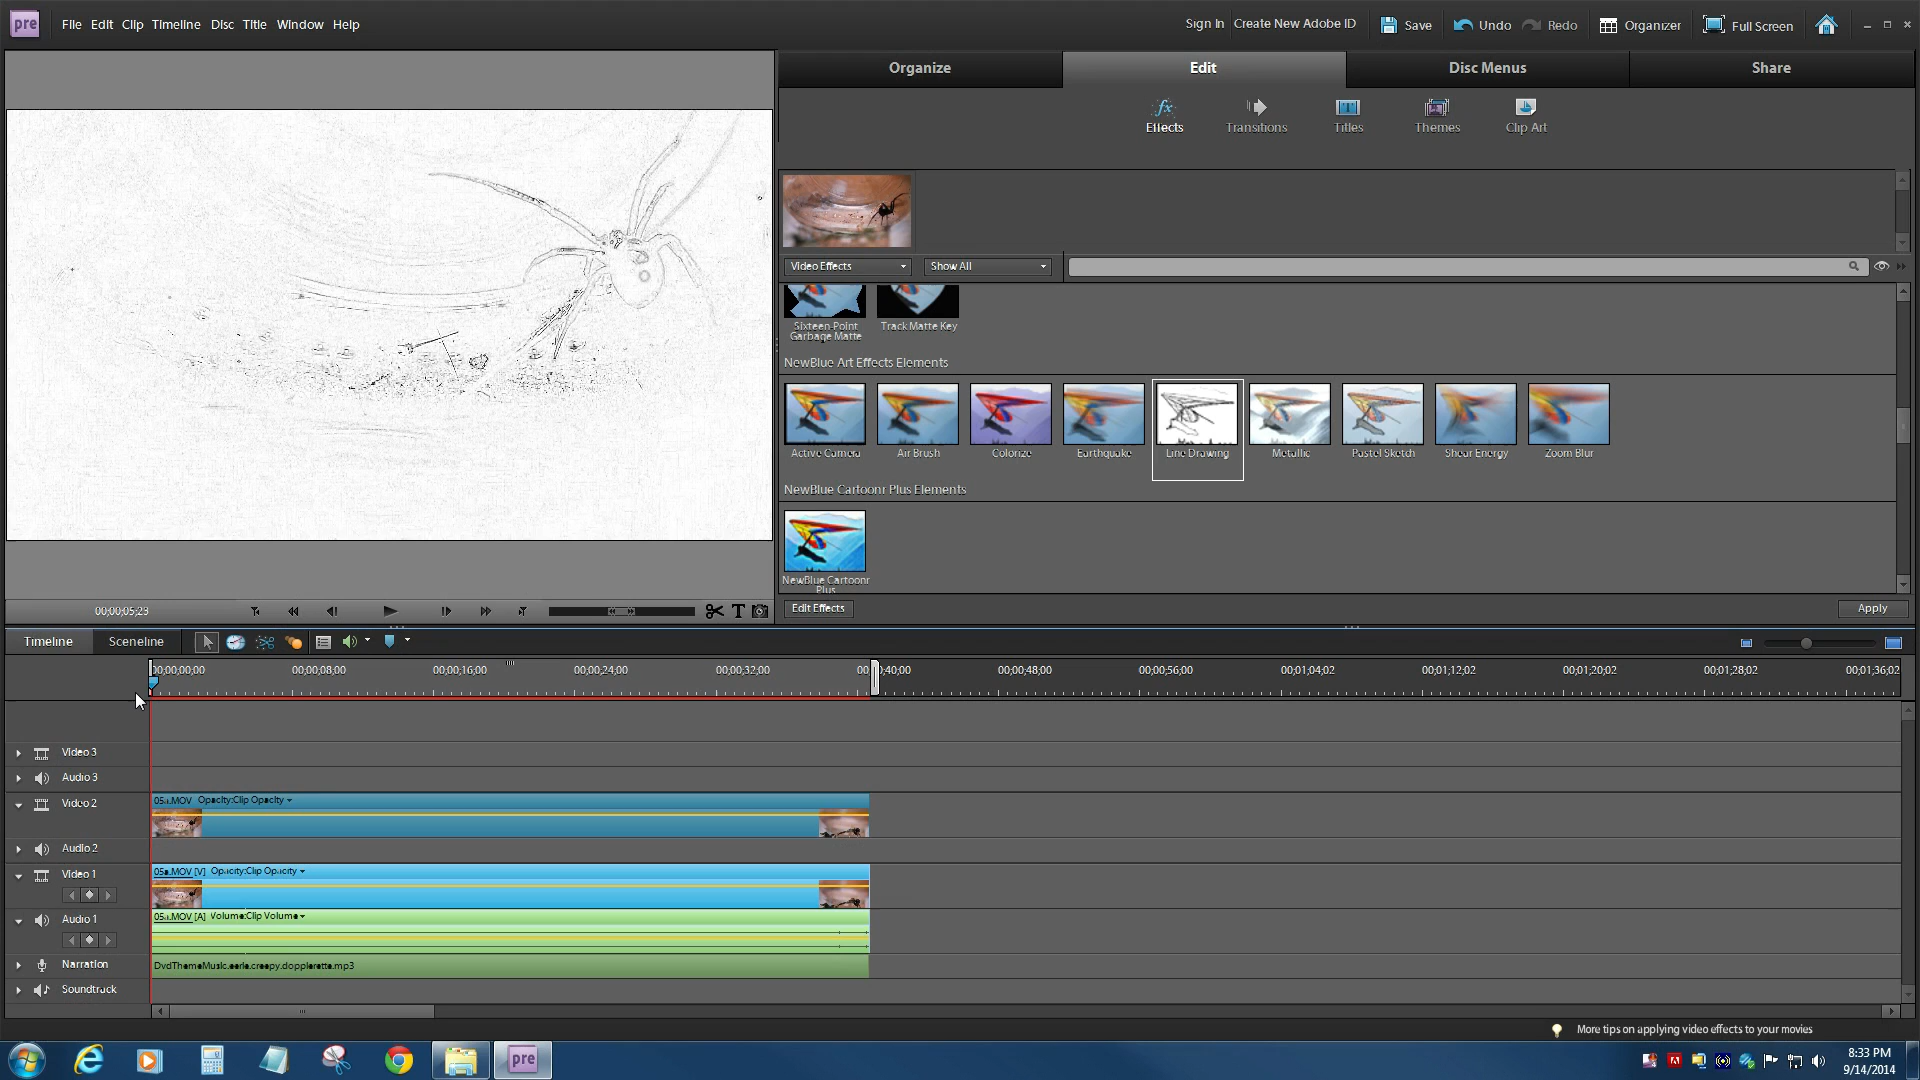 pre File Edit Clip Timeline Disc Title Window Help
Sign In Create New Adobe ID Save Undo Redo Organizer Full Screen
Organize Edit Disc Menus Share
fx
Effects Transitions Titles Themes Clip Art
Video Effects Show All
Sixteen-Point Garbage Matte
Track Matte Key
NewBlue Art Effects Elements
Active Camera Air Brush Colorize Earthquake Line Drawing Metallic Pastel Sketch Shear Energy Zoom Blur
NewBlue Cartoonr Plus Elements
NewBlue Cartoonr Plus
00;00;05;23 T Edit Effects Apply
Timeline Sceneline
00;00;00;00 00;00;08;00 00;00;16;00 00;00;24;00 00;00;32;00 00;00;40;00 00;00;48;00 00;00;56;00 00;01;04;02 00;01;12;02 00;01;20;02 00;01;28;02 00;01;36;02
Video 3
Audio 3
Video 2 Opacity:Clip Opacity
Audio 2
Video 1 .MOV [V] Opacity:Clip Opacity
Audio 1 .MOV [A] Volume:Clip Volume
Narration DvdThemeMusic.eerie.creepy.dopplerette.mp3
Soundtrack
More tips on applying video effects to your movies
pre
8:33 PM
9/14/2014